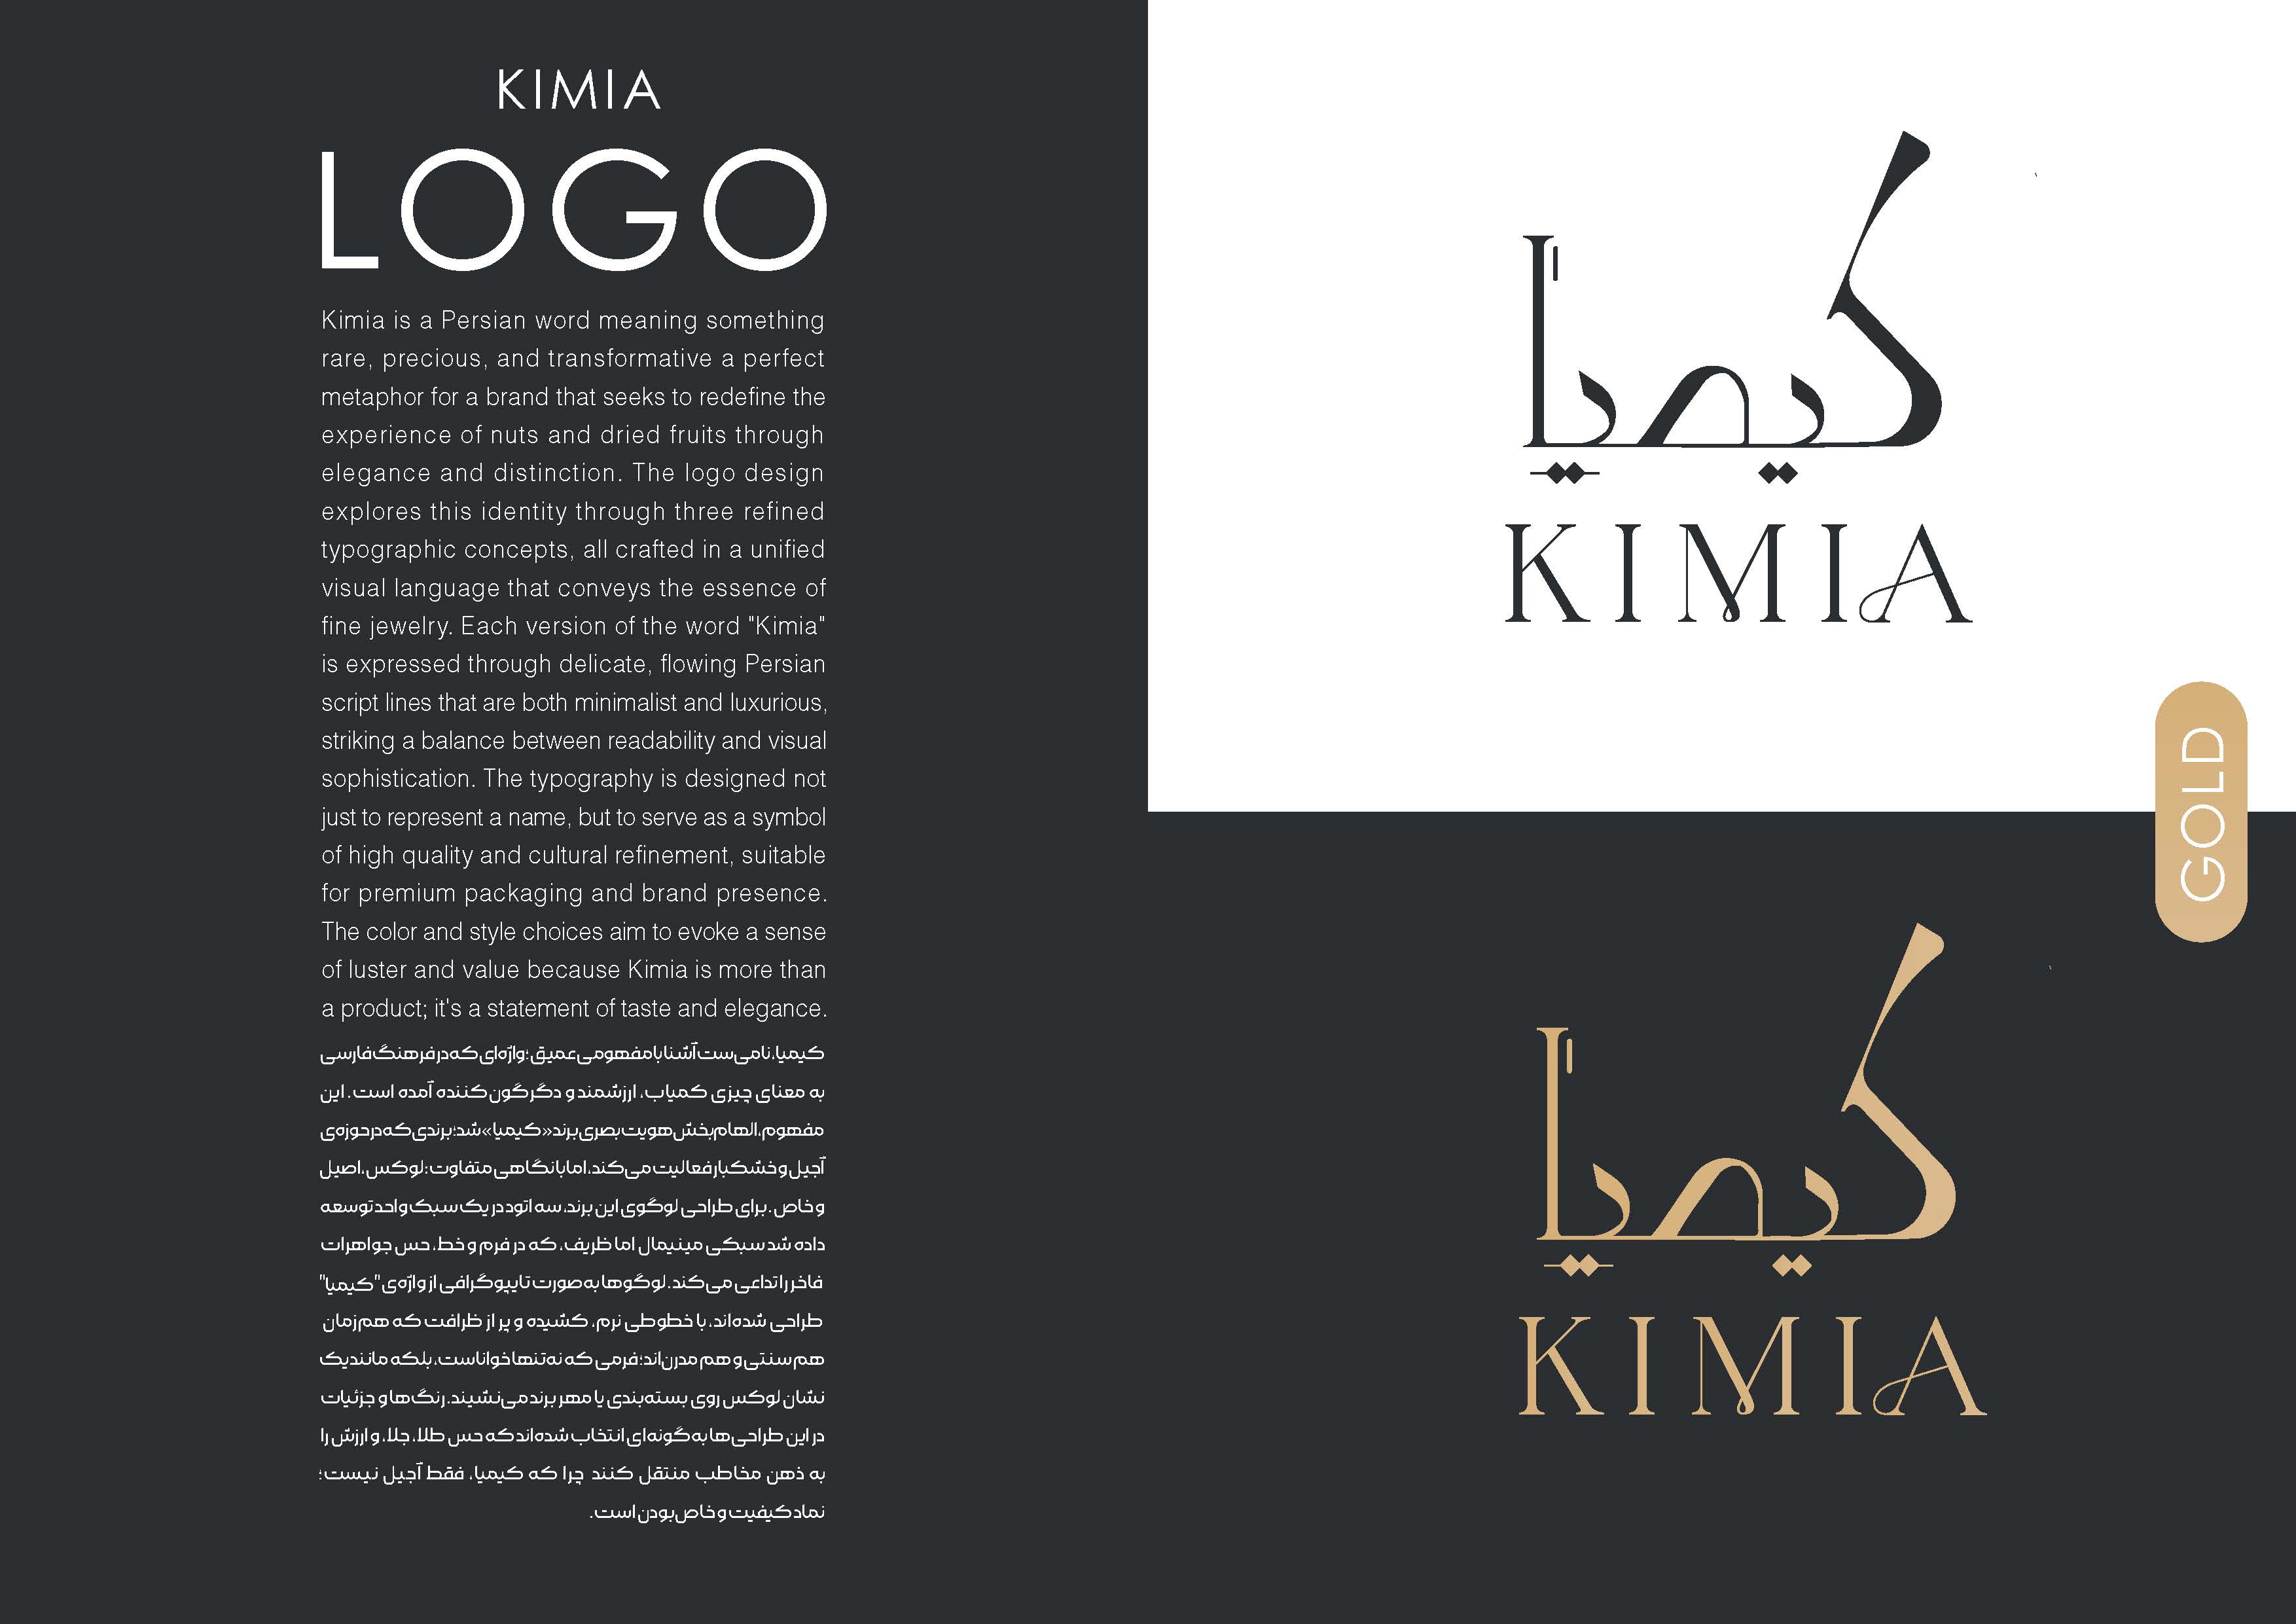 KIMIA
LOGO
Kimia is a Persian word meaning something
rare, precious, and transformative a perfect
metaphor for a brand that seeks to redefine the
experience of nuts and dried fruits through
elegance and distinction. The logo design
explores this identity through three refined
typographic concepts, all crafted in a unified
visual language that conveys the essence of
fine jewelry. Each version of the word "Kimia"
is expressed through delicate, flowing Persian
script lines that are both minimalist and luxurious,
striking a balance between readability and visual
sophistication. The typography is designed not
just to represent a name, but to serve as a symbol
of high quality and cultural refinement, suitable
for premium packaging and brand presence.
The color and style choices aim to evoke a sense
of luster and value because Kimia is more than
a product; it's a statement of taste and elegance.
کیمیا، نامی‌ست آشنا با مفهومی عمیق؛ واژه‌ای که در فرهنگ فارسی
به معنای چیزی کمیاب، ارزشمند و دگرگون‌کننده آمده است. این
مفهوم، الهام‌بخش هویت بصری برند «کیمیا» شد؛ برندی که در حوزه‌ی
آجیل و خشکبار فعالیت می‌کند، اما با نگاهی متفاوت: لوکس، اصیل
و خاص. برای طراحی لوگوی این برند، سه اتود در یک سبک واحد توسعه
داده شد سبکی مینیمال اما ظریف، که در فرم و خط، حس جواهرات
فاخر را تداعی می‌کند. لوگوها به‌صورت تایپوگرافی از واژه‌ی "کیمیا"
طراحی شده‌اند، با خطوطی نرم، کشیده و پر از ظرافت که هم‌زمان
هم سنتی و هم مدرن‌اند؛ فرمی که نه‌تنها خواناست، بلکه مانند یک
نشان لوکس روی بسته‌بندی یا مهر برند می‌نشیند. رنگ‌ها و جزئیات
در این طراحی‌ها به‌گونه‌ای انتخاب شده‌اند که حس طلا، جلا، و ارزش را
به ذهن مخاطب منتقل کنند چرا که کیمیا، فقط آجیل نیست؛
نماد کیفیت و خاص‌بودن است.
کیمیا
KIMIA
GOLD
کیمیا
KIMIA